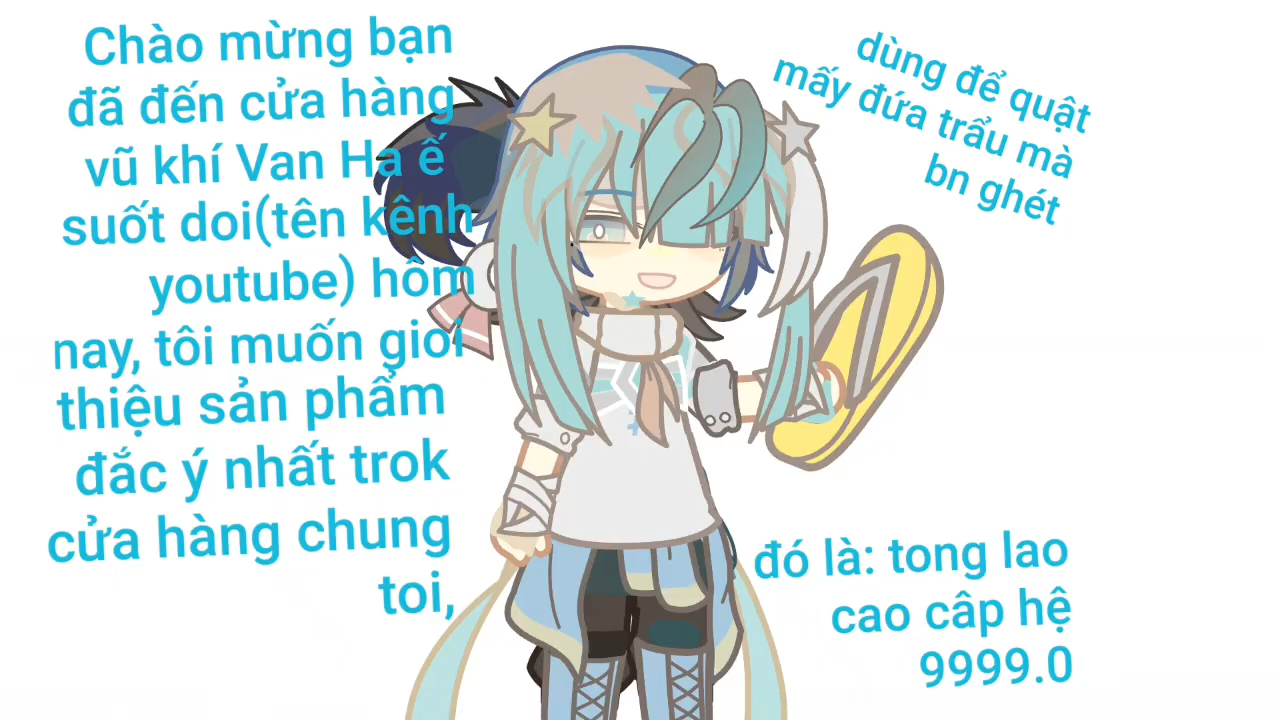 Chào mừng bạn
đã đến cửa hàng
vũ khí Van Ha ế
suốt doi(tên kênh
youtube) hôm
nay, tôi muốn gioi
thiệu sản phẩm
đắc ý nhất trok
cửa hàng chung
toi,
dùng để quật
mấy đứa trẩu mà
bn ghét
đó là: tong lao
cao câp hệ
9999.0